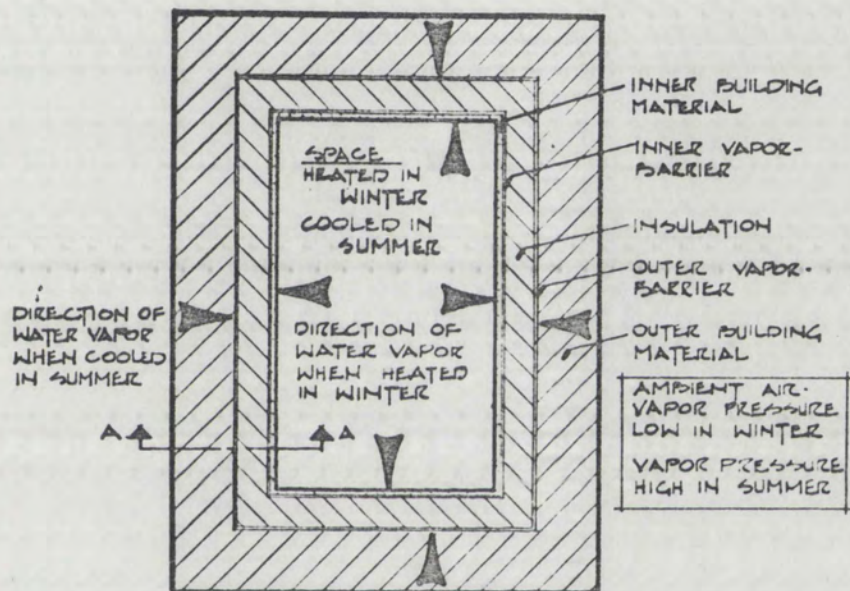 INNER BUILDING
MATERIAL
INNER VAPOR-
BARRIER
SPACE
HEATED IN
WINTER
COOLED IN
SUMMER
INSULATION
OUTER VAPOR-
BARRIER
DIRECTION OF
WATER VAPOR
WHEN COOLED
IN SUMMER
DIRECTION OF
WATER VAPOR
WHEN HEATED
IN WINTER
OUTER BUILDING
MATERIAL
AMBIENT AIR-
VAPOR PRESSURE
LOW IN WINTER
VAPOR PRESSURE
HIGH IN SUMMER
A A